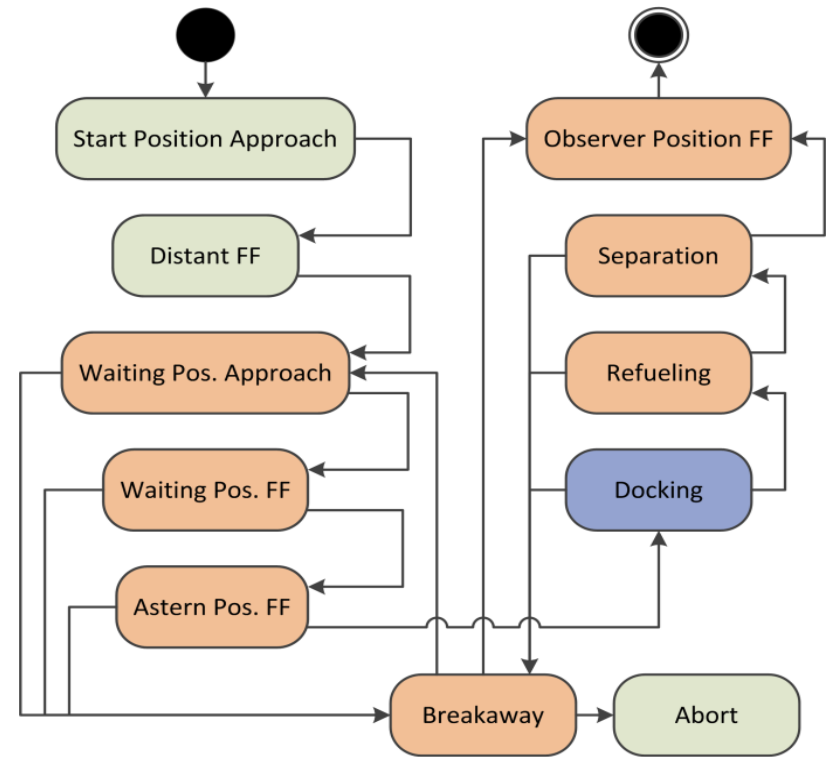 Start Position Approach
Distant FF
Waiting Pos. Approach
Waiting Pos. FF
Astern Pos. FF
Observer Position FF
Separation
Refueling
Docking
Breakaway
Abort